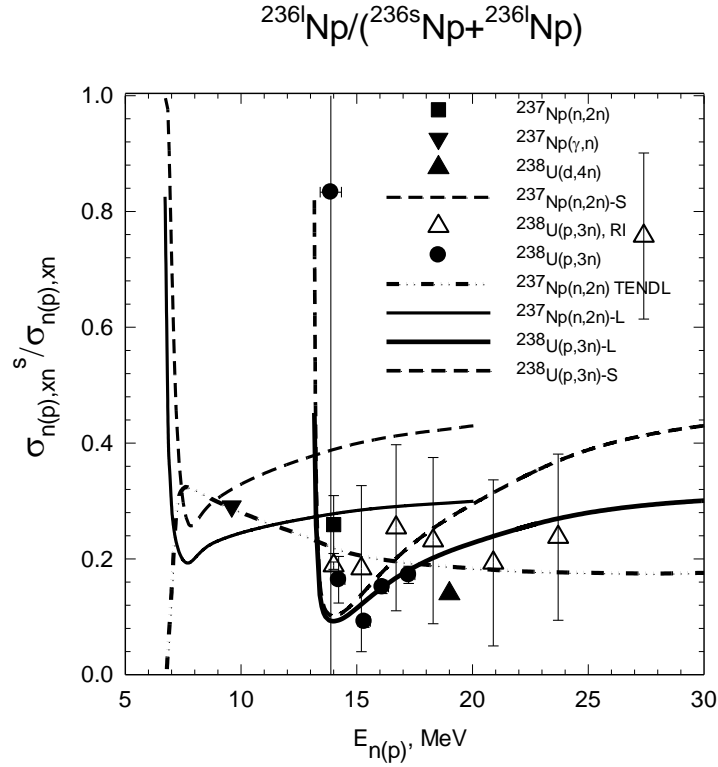 ²³⁶ˡNp/(²³⁶ˢNp+²³⁶ˡNp)
1.0
0.8
0.6
0.4
0.2
0.0
σn(p),xnˢ/σn(p),xn
²³⁷Np(n,2n)
²³⁷Np(γ,n)
²³⁸U(d,4n)
²³⁷Np(n,2n)-S
²³⁸U(p,3n), RI
²³⁸U(p,3n)
²³⁷Np(n,2n) TENDL
²³⁷Np(n,2n)-L
²³⁸U(p,3n)-L
²³⁸U(p,3n)-S
5 10 15 20 25 30
En(p), MeV